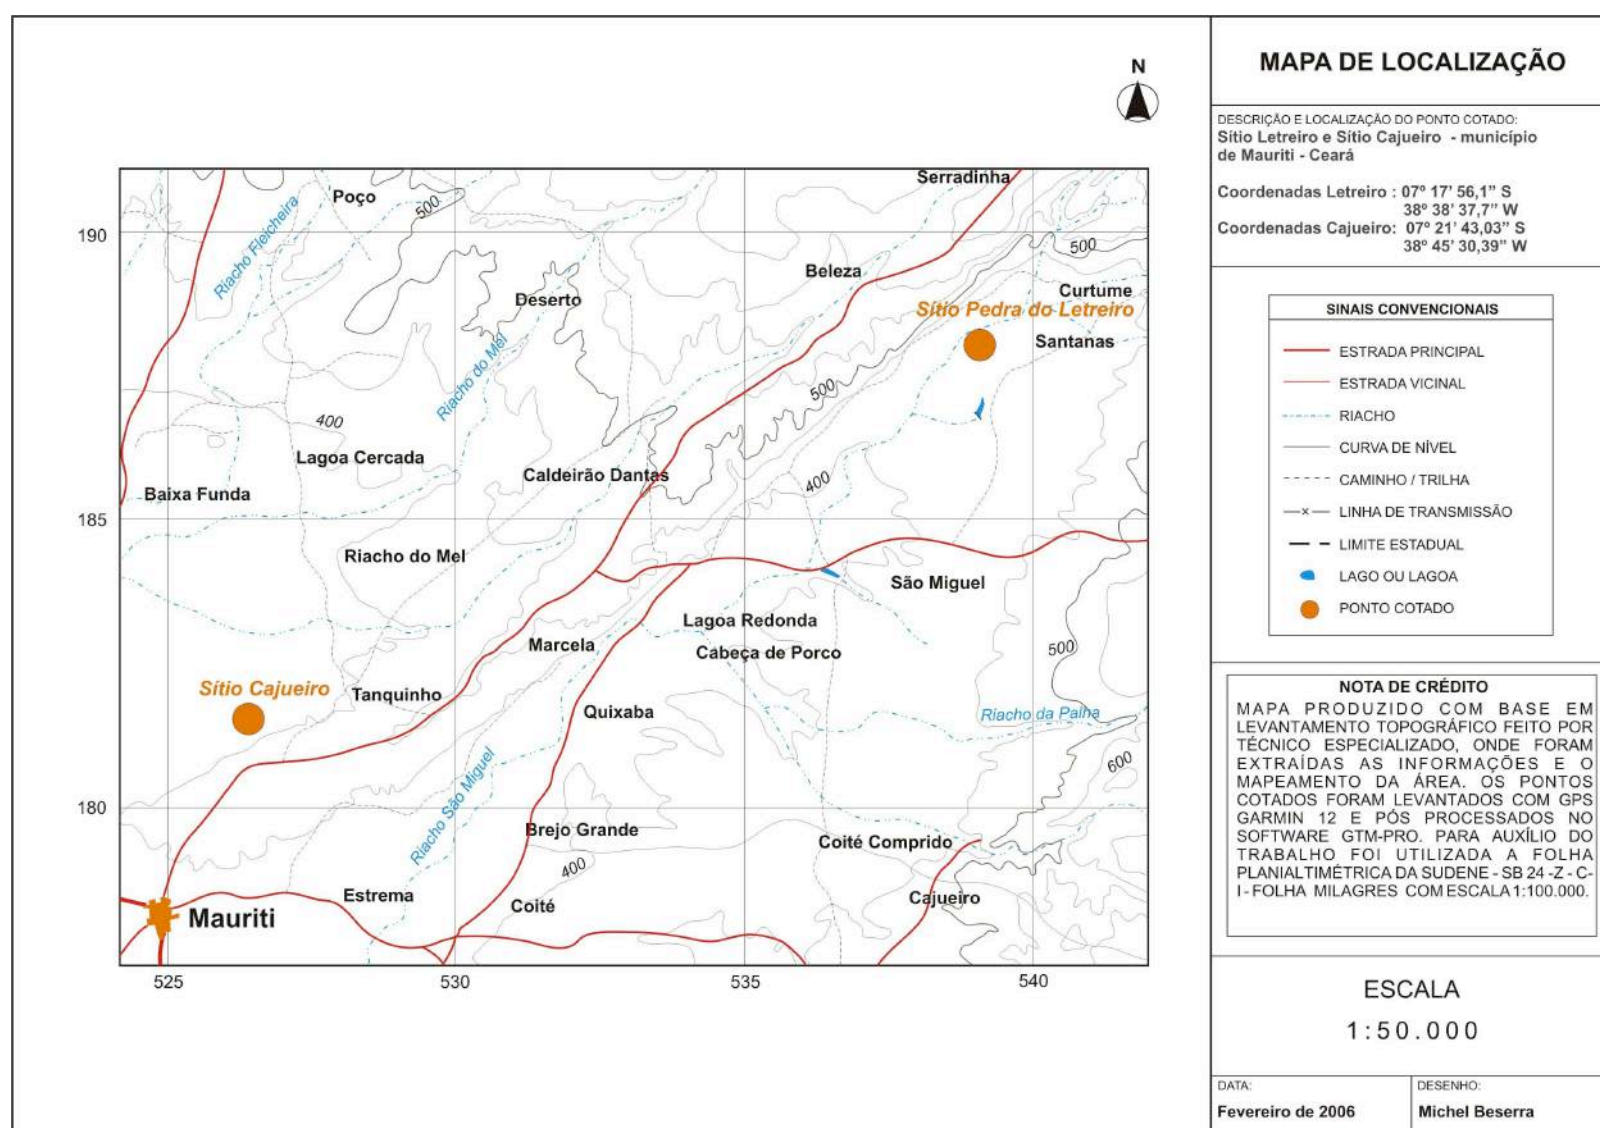 N
Serradinha
Poço
500
Riacho Fleicheira
190
500
Beleza
Curtume
Deserto
Sítio Pedra do Letreiro
Santanas
Riacho do Mel
500
400
Lagoa Cercada
Caldeirão Dantas
400
Baixa Funda
185
Riacho do Mel
São Miguel
Lagoa Redonda
Marcela
Cabeça de Porco
500
Sítio Cajueiro
Tanquinho
Quixaba
Riacho da Palha
600
Riacho São Miguel
180
Brejo Grande
Coité Comprido
400
Estrema
Coité
Cajueiro
Mauriti
525
530
535
540
MAPA DE LOCALIZAÇÃO
DESCRIÇÃO E LOCALIZAÇÃO DO PONTO COTADO:
Sítio Letreiro e Sítio Cajueiro - município
de Mauriti - Ceará
Coordenadas Letreiro : 07º 17' 56,1" S
38º 38' 37,7" W
Coordenadas Cajueiro: 07º 21' 43,03" S
38º 45' 30,39" W
SINAIS CONVENCIONAIS
ESTRADA PRINCIPAL
ESTRADA VICINAL
RIACHO
CURVA DE NÍVEL
CAMINHO / TRILHA
LINHA DE TRANSMISSÃO
LIMITE ESTADUAL
LAGO OU LAGOA
PONTO COTADO
NOTA DE CRÉDITO
MAPA PRODUZIDO COM BASE EM
LEVANTAMENTO TOPOGRÁFICO FEITO POR
TÉCNICO ESPECIALIZADO, ONDE FORAM
EXTRAÍDAS AS INFORMAÇÕES E O
MAPEAMENTO DA ÁREA. OS PONTOS
COTADOS FORAM LEVANTADOS COM GPS
GARMIN 12 E PÓS PROCESSADOS NO
SOFTWARE GTM-PRO. PARA AUXÍLIO DO
TRABALHO FOI UTILIZADA A FOLHA
PLANIALTIMÉTRICA DA SUDENE - SB 24 -Z - C-
I - FOLHA MILAGRES COM ESCALA 1:100.000.
ESCALA
1:50.000
DATA:
Fevereiro de 2006
DESENHO:
Michel Beserra